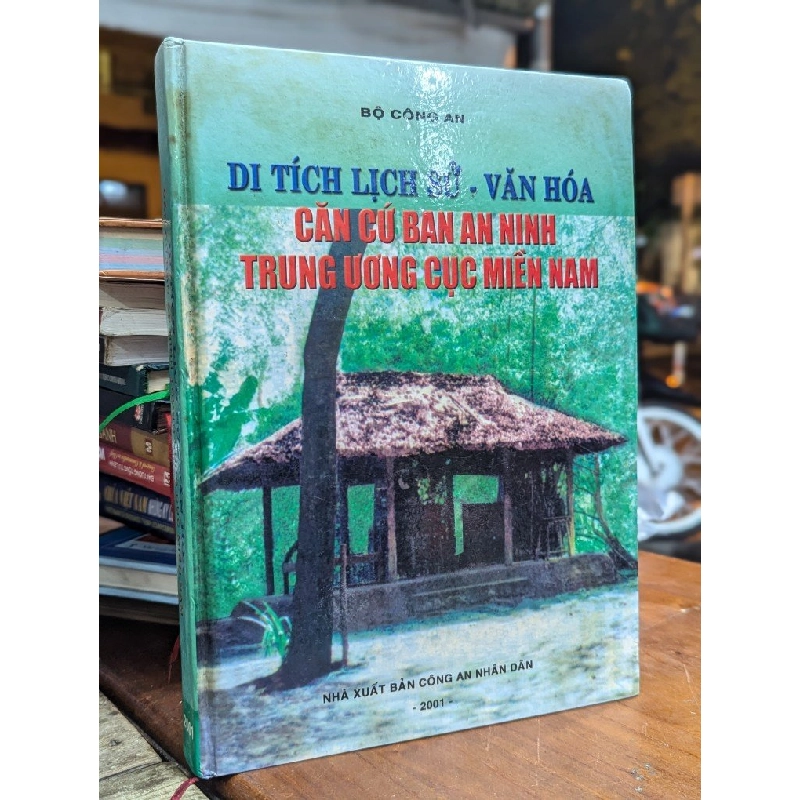 BỘ CÔNG AN
DI TÍCH LỊCH SỬ - VĂN HÓA
CĂN CỨ BAN AN NINH
TRUNG ƯƠNG CỤC MIỀN NAM
NHÀ XUẤT BẢN CÔNG AN NHÂN DÂN
- 2001 -